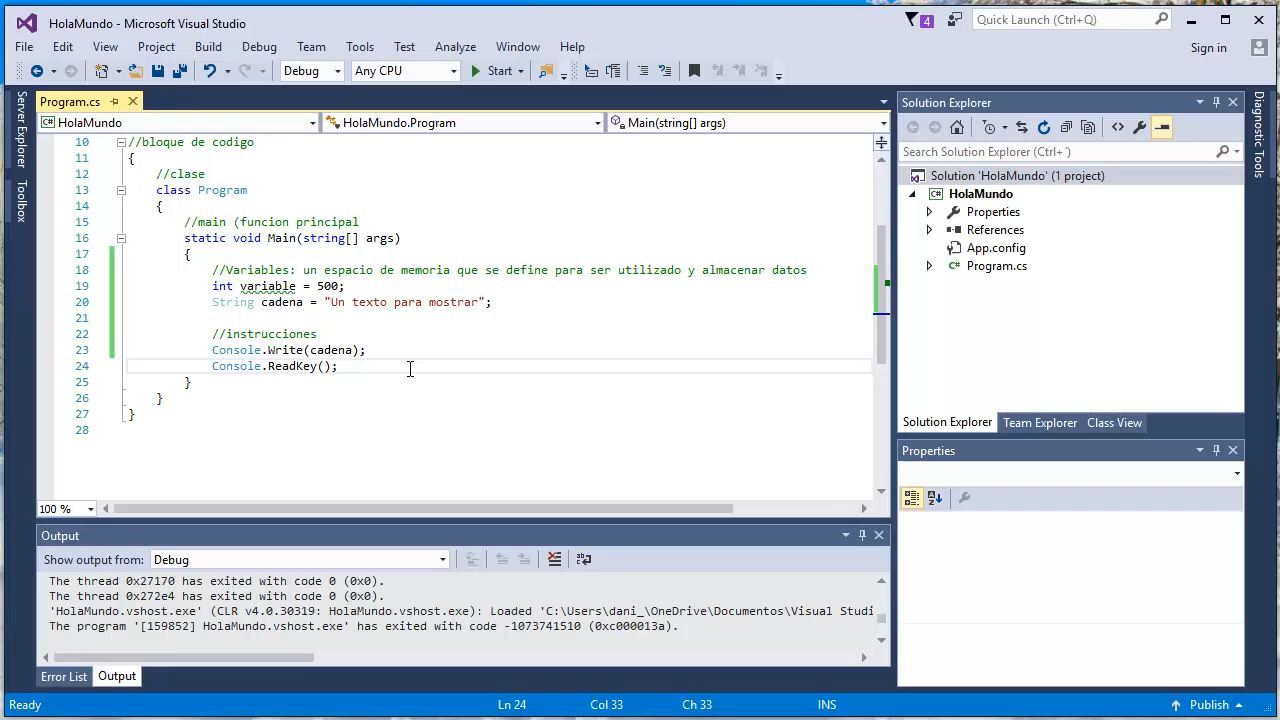 HolaMundo - Microsoft Visual Studio
4
Quick Launch (Ctrl+Q)
File Edit View Project Build Debug Team Tools Test Analyze Window Help
Sign in
Debug Any CPU Start
Server Explorer
Toolbox
Program.cs
HolaMundo HolaMundo.Program Main(string[] args)
10 //bloque de codigo
11 {
12 //clase
13 class Program
14 {
15 //main (funcion principal
16 static void Main(string[] args)
17 {
18 //Variables: un espacio de memoria que se define para ser utilizado y almacenar datos
19 int variable = 500;
20 String cadena = "Un texto para mostrar";
21
22 //instrucciones
23 Console.Write(cadena);
24 Console.ReadKey();
25 }
26 }
27 }
28
100 %
Output
Show output from: Debug
The thread 0x27170 has exited with code 0 (0x0).
The thread 0x272e4 has exited with code 0 (0x0).
'HolaMundo.vshost.exe' (CLR v4.0.30319: HolaMundo.vshost.exe): Loaded 'C:\Users\dani_\OneDrive\Documentos\Visual Studi
The program '[159852] HolaMundo.vshost.exe' has exited with code -1073741510 (0xc000013a).
Error List Output
Solution Explorer
Search Solution Explorer (Ctrl+´)
Solution 'HolaMundo' (1 project)
C# HolaMundo
Properties
References
App.config
C# Program.cs
Solution Explorer Team Explorer Class View
Properties
Diagnostic Tools
Ready Ln 24 Col 33 Ch 33 INS Publish